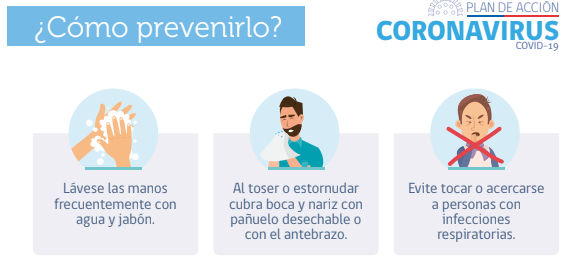 ¿Cómo prevenirlo?
PLAN DE ACCIÓN
CORONAVIRUS
COVID-19
Lávese las manos
frecuentemente con
agua y jabón.
Al toser o estornudar
cubra boca y nariz con
pañuelo desechable o
con el antebrazo.
Evite tocar o acercarse
a personas con
infecciones
respiratorias.